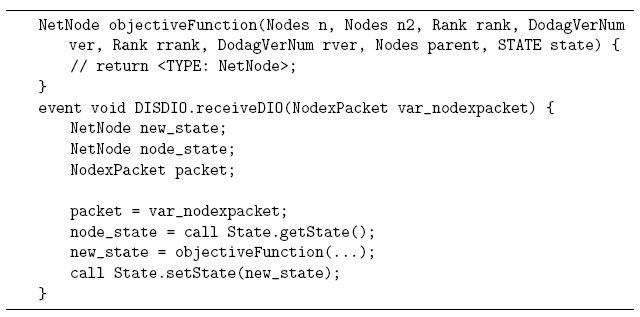 NetNode objectiveFunction(Nodes n, Nodes n2, Rank rank, DodagVerNum
ver, Rank rrank, DodagVerNum rver, Nodes parent, STATE state) {
// return <TYPE: NetNode>;
}
event void DISDIO.receiveDIO(NodexPacket var_nodexpacket) {
NetNode new_state;
NetNode node_state;
NodexPacket packet;
packet = var_nodexpacket;
node_state = call State.getState();
new_state = objectiveFunction(...);
call State.setState(new_state);
}